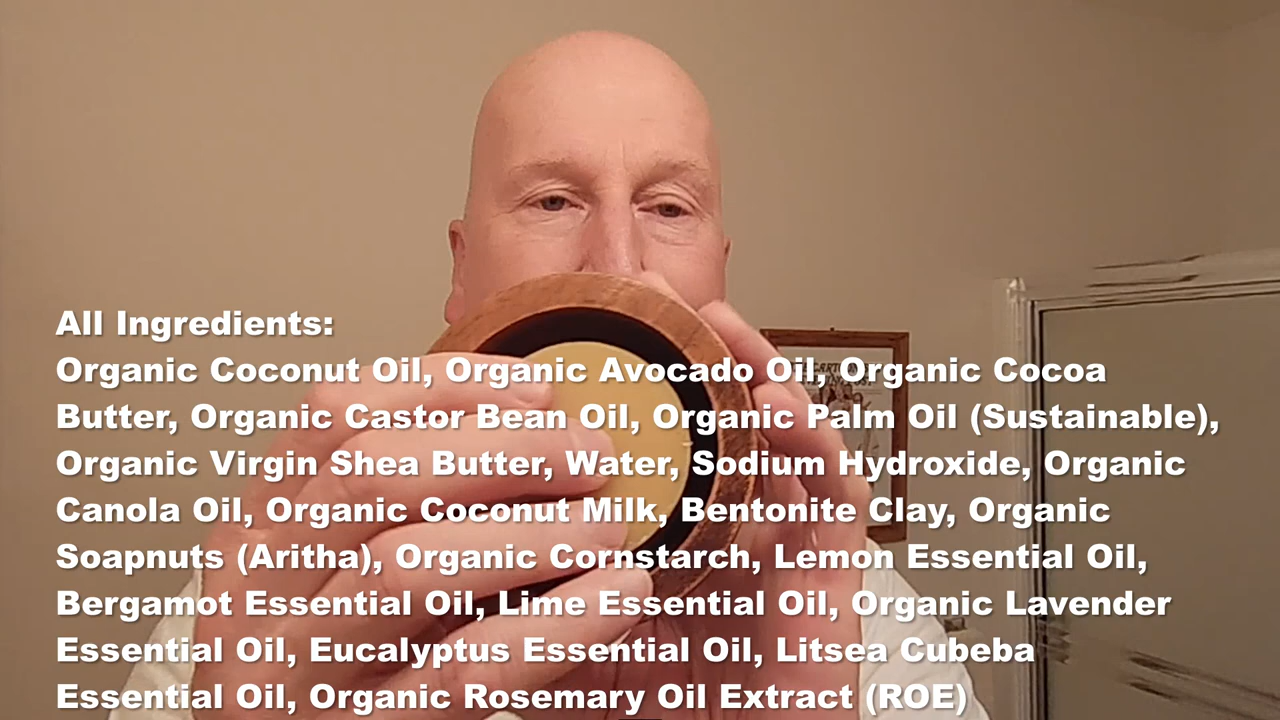 All Ingredients:
Organic Coconut Oil, Organic Avocado Oil, Organic Cocoa
Butter, Organic Castor Bean Oil, Organic Palm Oil (Sustainable),
Organic Virgin Shea Butter, Water, Sodium Hydroxide, Organic
Canola Oil, Organic Coconut Milk, Bentonite Clay, Organic
Soapnuts (Aritha), Organic Cornstarch, Lemon Essential Oil,
Bergamot Essential Oil, Lime Essential Oil, Organic Lavender
Essential Oil, Eucalyptus Essential Oil, Litsea Cubeba
Essential Oil, Organic Rosemary Oil Extract (ROE)